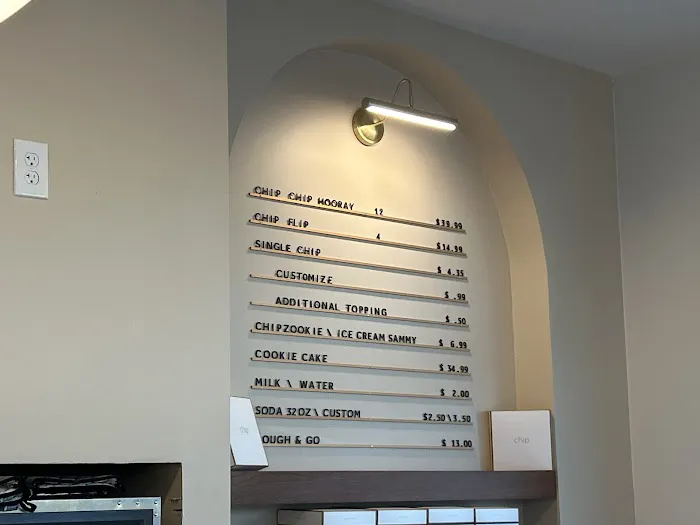 CHIP CHIP HOORAY 12 $39.99
CHIP FLIP 4 $14.99
SINGLE CHIP $ 4.35
CUSTOMIZE $ .99
ADDITIONAL TOPPING $ .50
CHIPZOOKIE \ ICE CREAM SAMMY $ 6.99
COOKIE CAKE $ 34.99
MILK \ WATER $ 2.00
SODA 32OZ \ CUSTOM $2.50\3.50
OUGH & GO $ 13.00
chip